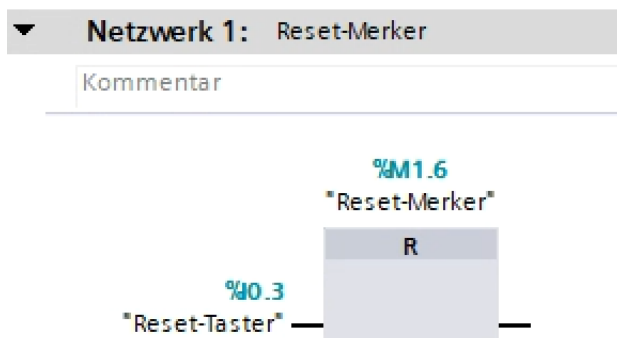 Netzwerk 1: Reset-Merker
Kommentar
%M1.6
"Reset-Merker"
R
%I0.3
"Reset-Taster"